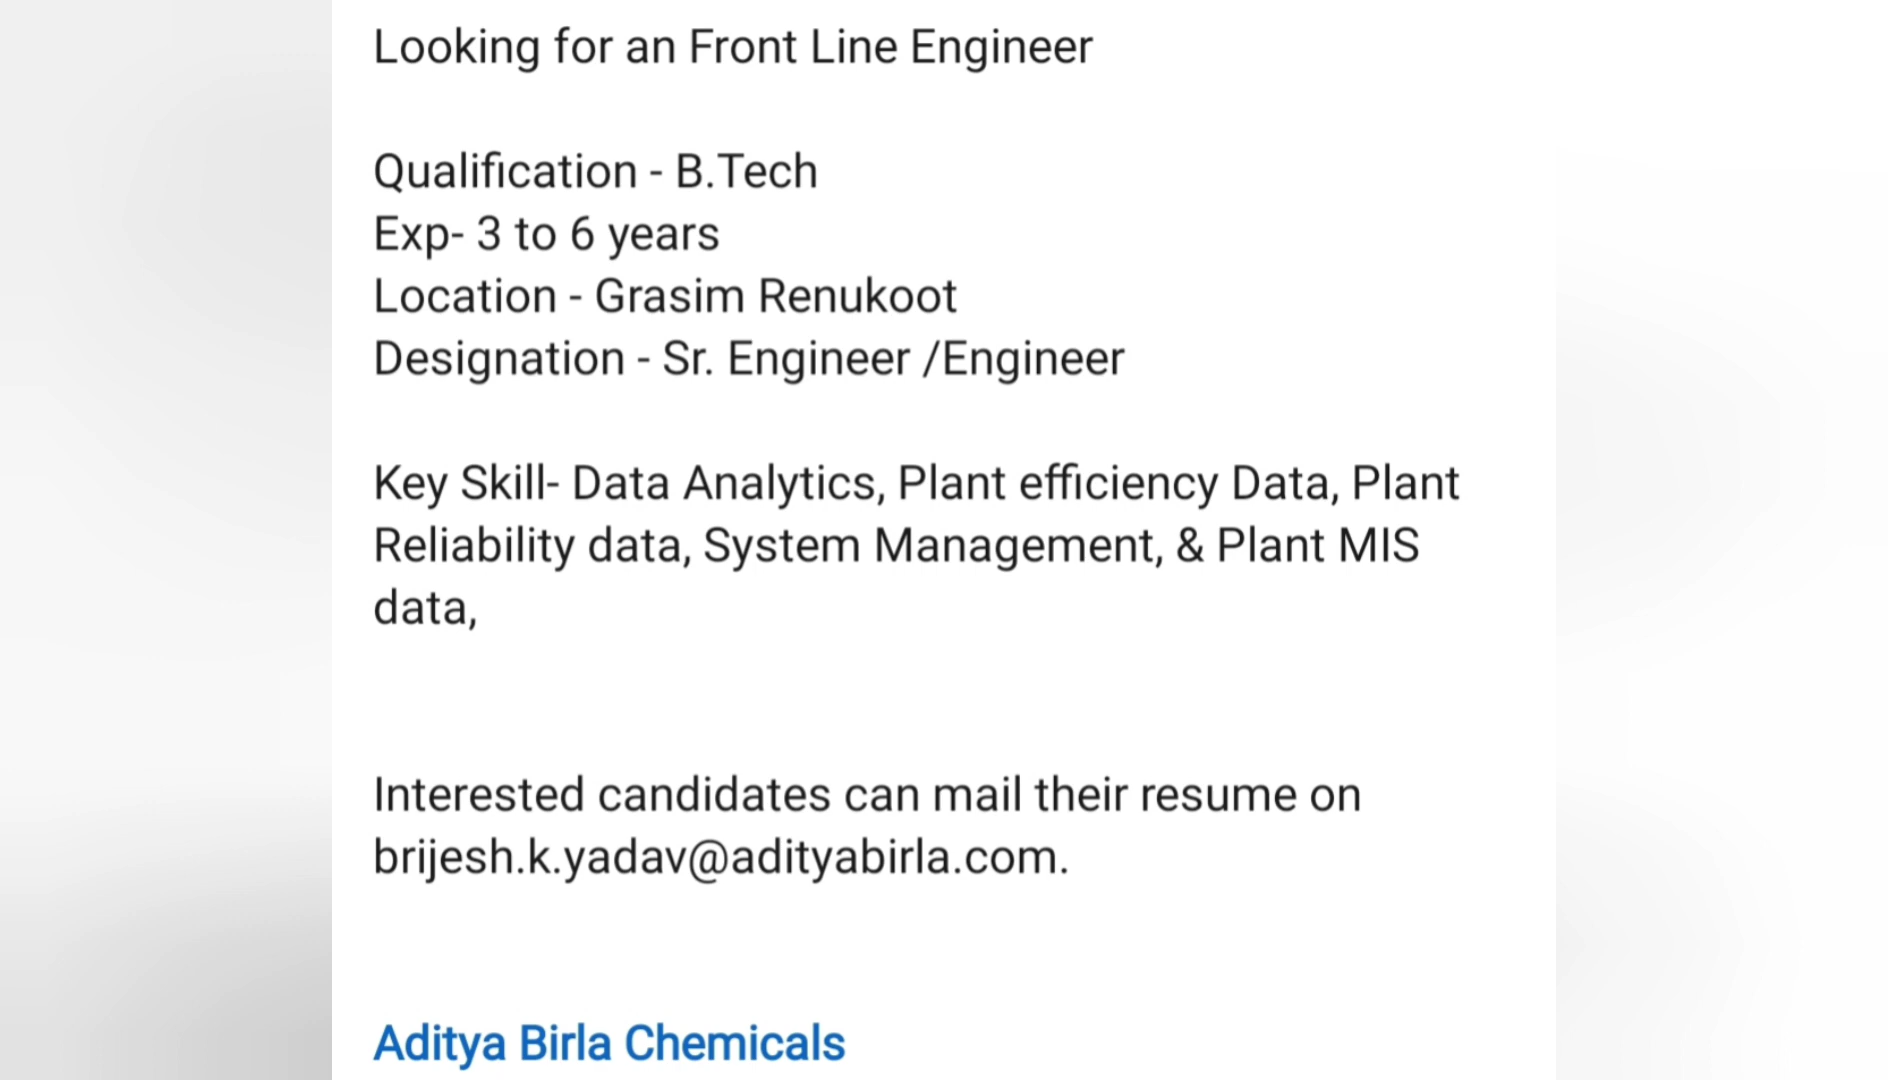 Looking for an Front Line Engineer
Qualification - B.Tech
Exp- 3 to 6 years
Location - Grasim Renukoot
Designation - Sr. Engineer /Engineer
Key Skill- Data Analytics, Plant efficiency Data, Plant
Reliability data, System Management, & Plant MIS
data,
Interested candidates can mail their resume on
brijesh.k.yadav@adityabirla.com.
Aditya Birla Chemicals